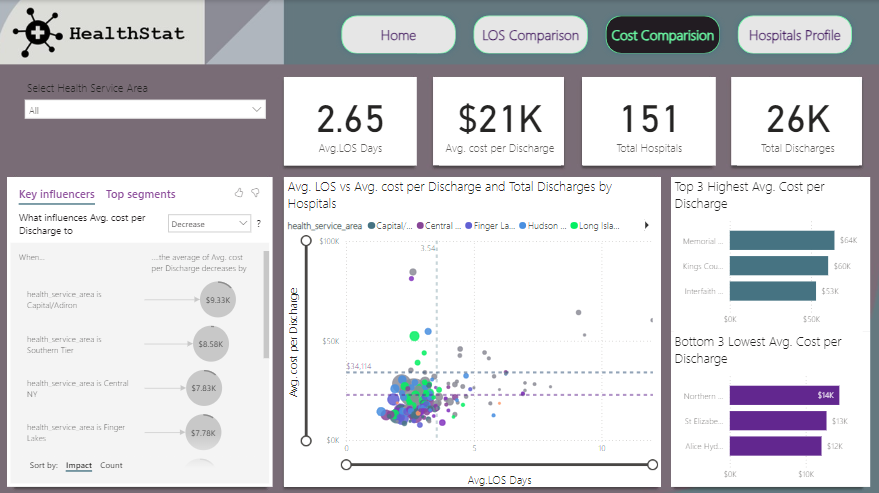 HealthStat
Home
LOS Comparison
Cost Comparision
Hospitals Profile
Select Health Service Area
All
2.65
Avg.LOS Days
$21K
Avg. cost per Discharge
151
Total Hospitals
26K
Total Discharges
Key influencers
Top segments
What influences Avg. cost per
Discharge to
Decrease
?
When...
...the average of Avg. cost
per Discharge decreases by
health_service_area is
Capital/Adiron
$9.33K
health_service_area is
Southern Tier
$8.58K
health_service_area is Central
NY
$7.83K
health_service_area is Finger
Lakes
$7.78K
Sort by:
Impact
Count
Avg. LOS vs Avg. cost per Discharge and Total Discharges by
Hospitals
health_service_area
Capital/...
Central ...
Finger La...
Hudson ...
Long Isla...
Avg. cost per Discharge
$100K
$50K
$0K
3.54
$34,114
0
5
10
Avg.LOS Days
Top 3 Highest Avg. Cost per
Discharge
Memorial ...
$64K
Kings Cou...
$60K
Interfaith ...
$53K
$0K
$50K
Bottom 3 Lowest Avg. Cost per
Discharge
Northern ...
$14K
St Elizabe...
$13K
Alice Hyd...
$12K
$0K
$10K